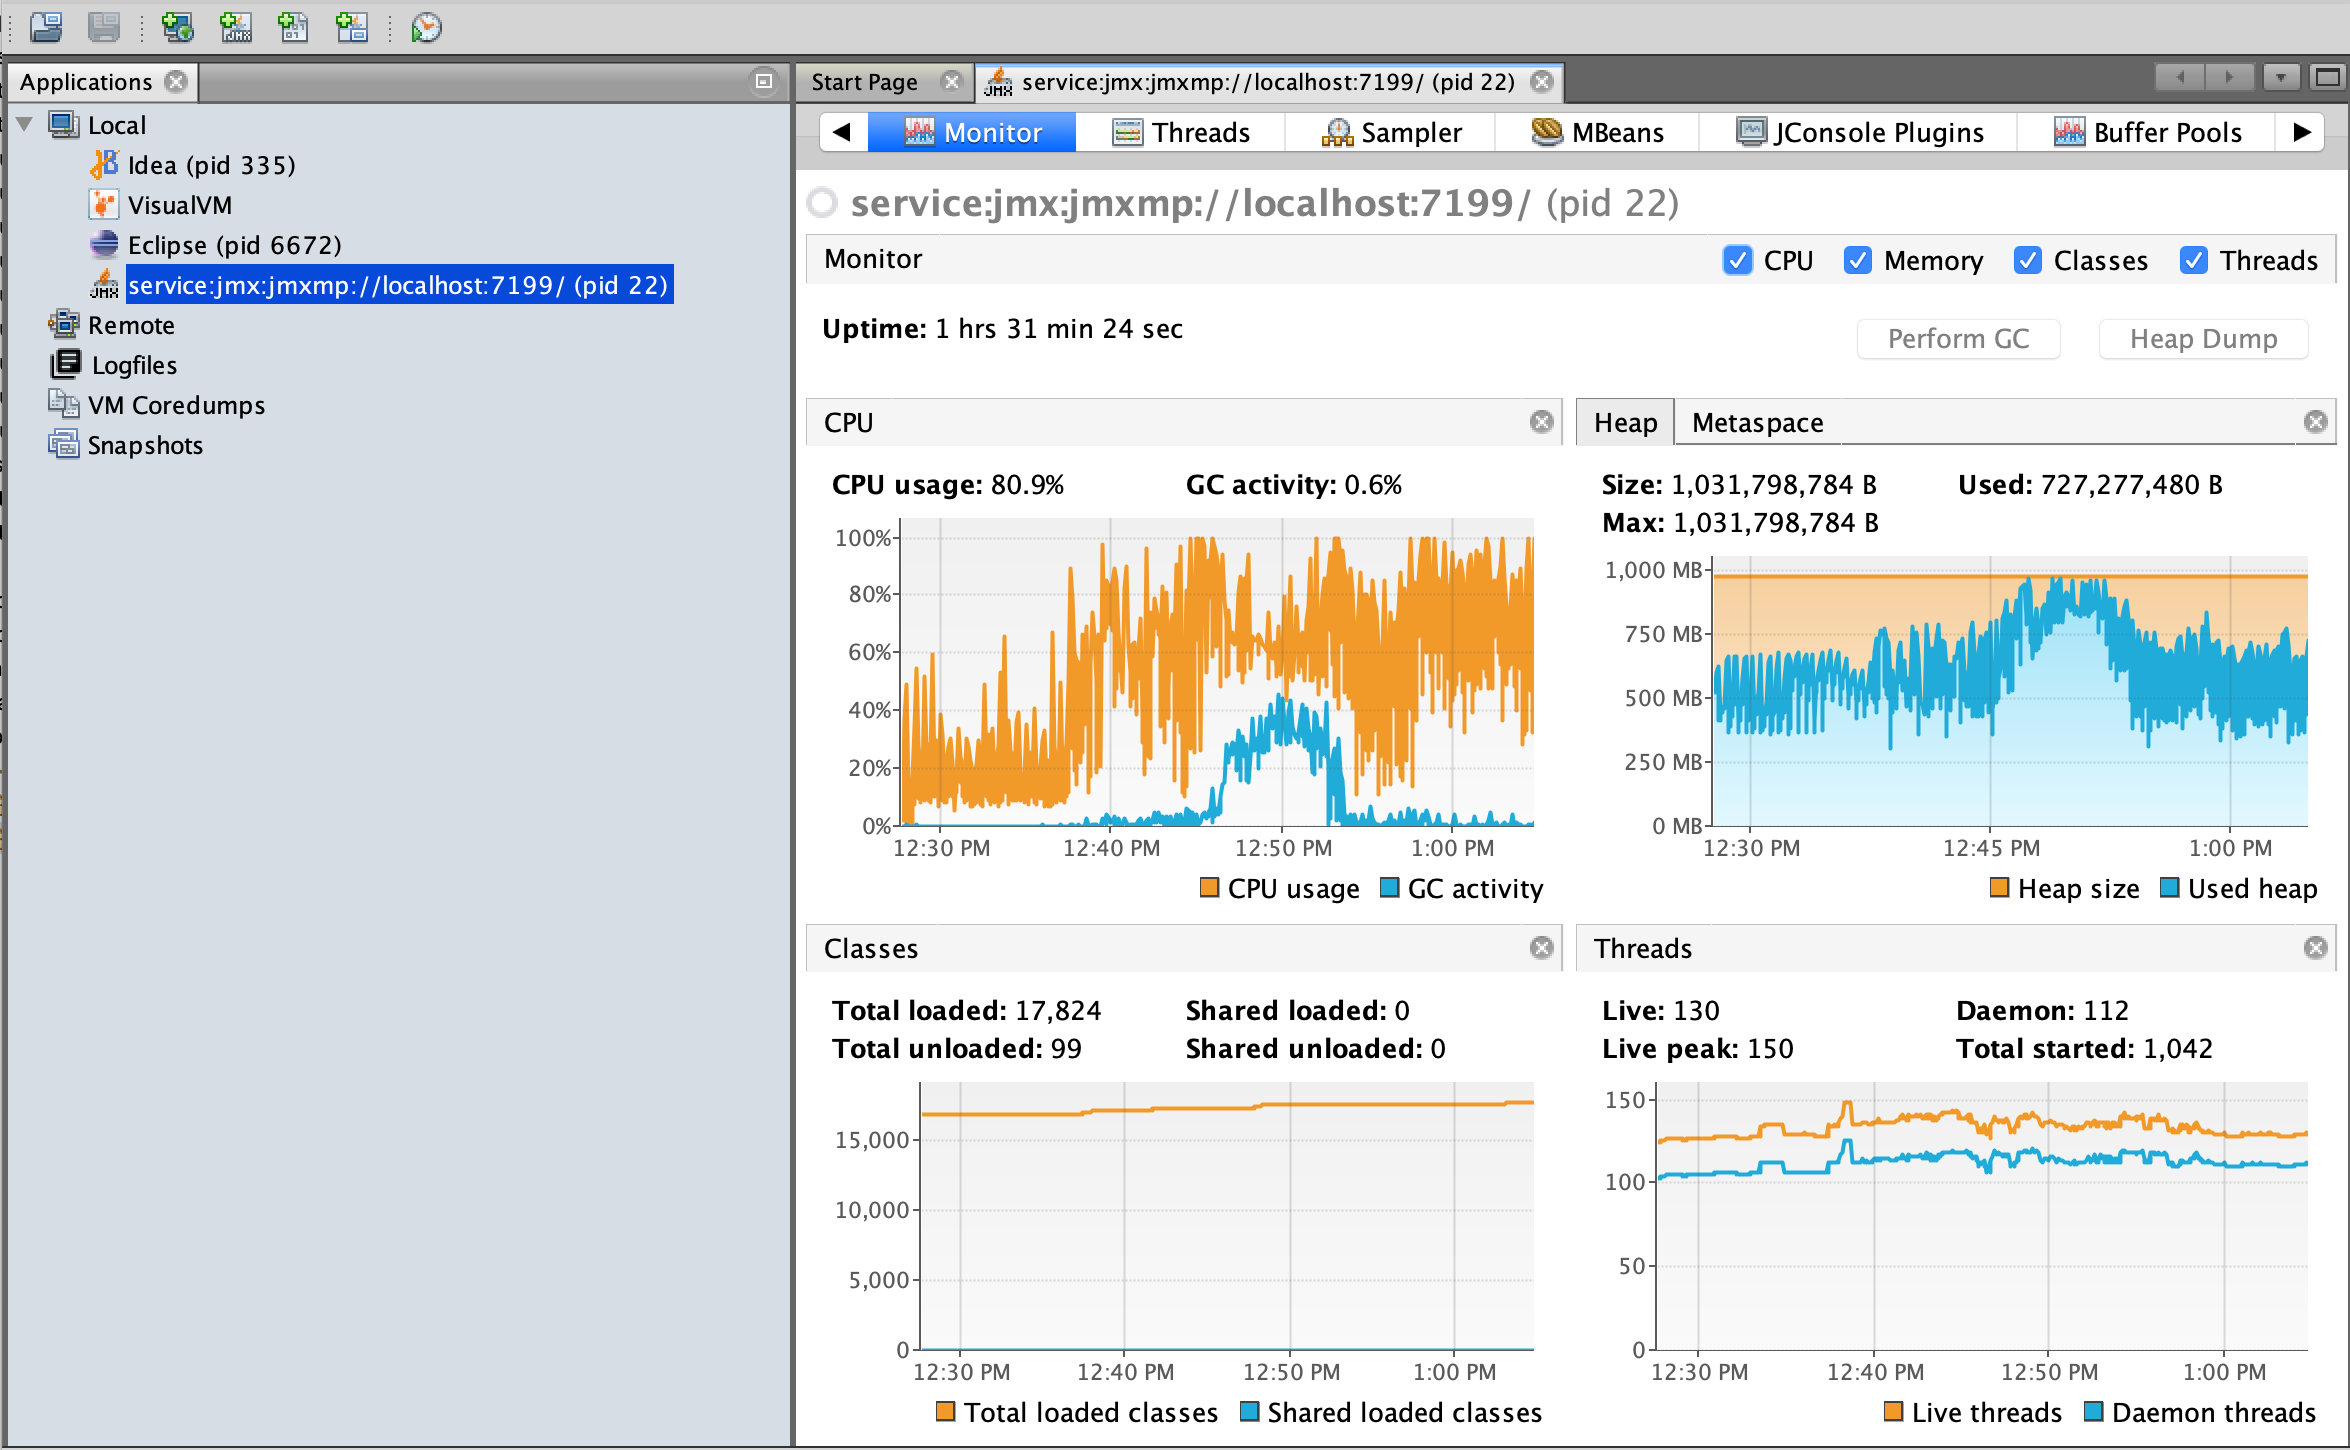 Applications
Local
Idea (pid 335)
VisualVM
Eclipse (pid 6672)
service:jmx:jmxmp://localhost:7199/ (pid 22)
Remote
Logfiles
VM Coredumps
Snapshots
Start Page
service:jmx:jmxmp://localhost:7199/ (pid 22)
Monitor Threads Sampler MBeans JConsole Plugins Buffer Pools
service:jmx:jmxmp://localhost:7199/ (pid 22)
Monitor
CPU Memory Classes Threads
Uptime: 1 hrs 31 min 24 sec
Perform GC Heap Dump
CPU
CPU usage: 80.9% GC activity: 0.6%
100%
80%
60%
40%
20%
0%
12:30 PM 12:40 PM 12:50 PM 1:00 PM
CPU usage GC activity
Heap Metaspace
Size: 1,031,798,784 B Used: 727,277,480 B
Max: 1,031,798,784 B
1,000 MB
750 MB
500 MB
250 MB
0 MB
12:30 PM 12:45 PM 1:00 PM
Heap size Used heap
Classes
Total loaded: 17,824 Shared loaded: 0
Total unloaded: 99 Shared unloaded: 0
15,000
10,000
5,000
0
12:30 PM 12:40 PM 12:50 PM 1:00 PM
Total loaded classes Shared loaded classes
Threads
Live: 130 Daemon: 112
Live peak: 150 Total started: 1,042
150
100
50
0
12:30 PM 12:40 PM 12:50 PM 1:00 PM
Live threads Daemon threads